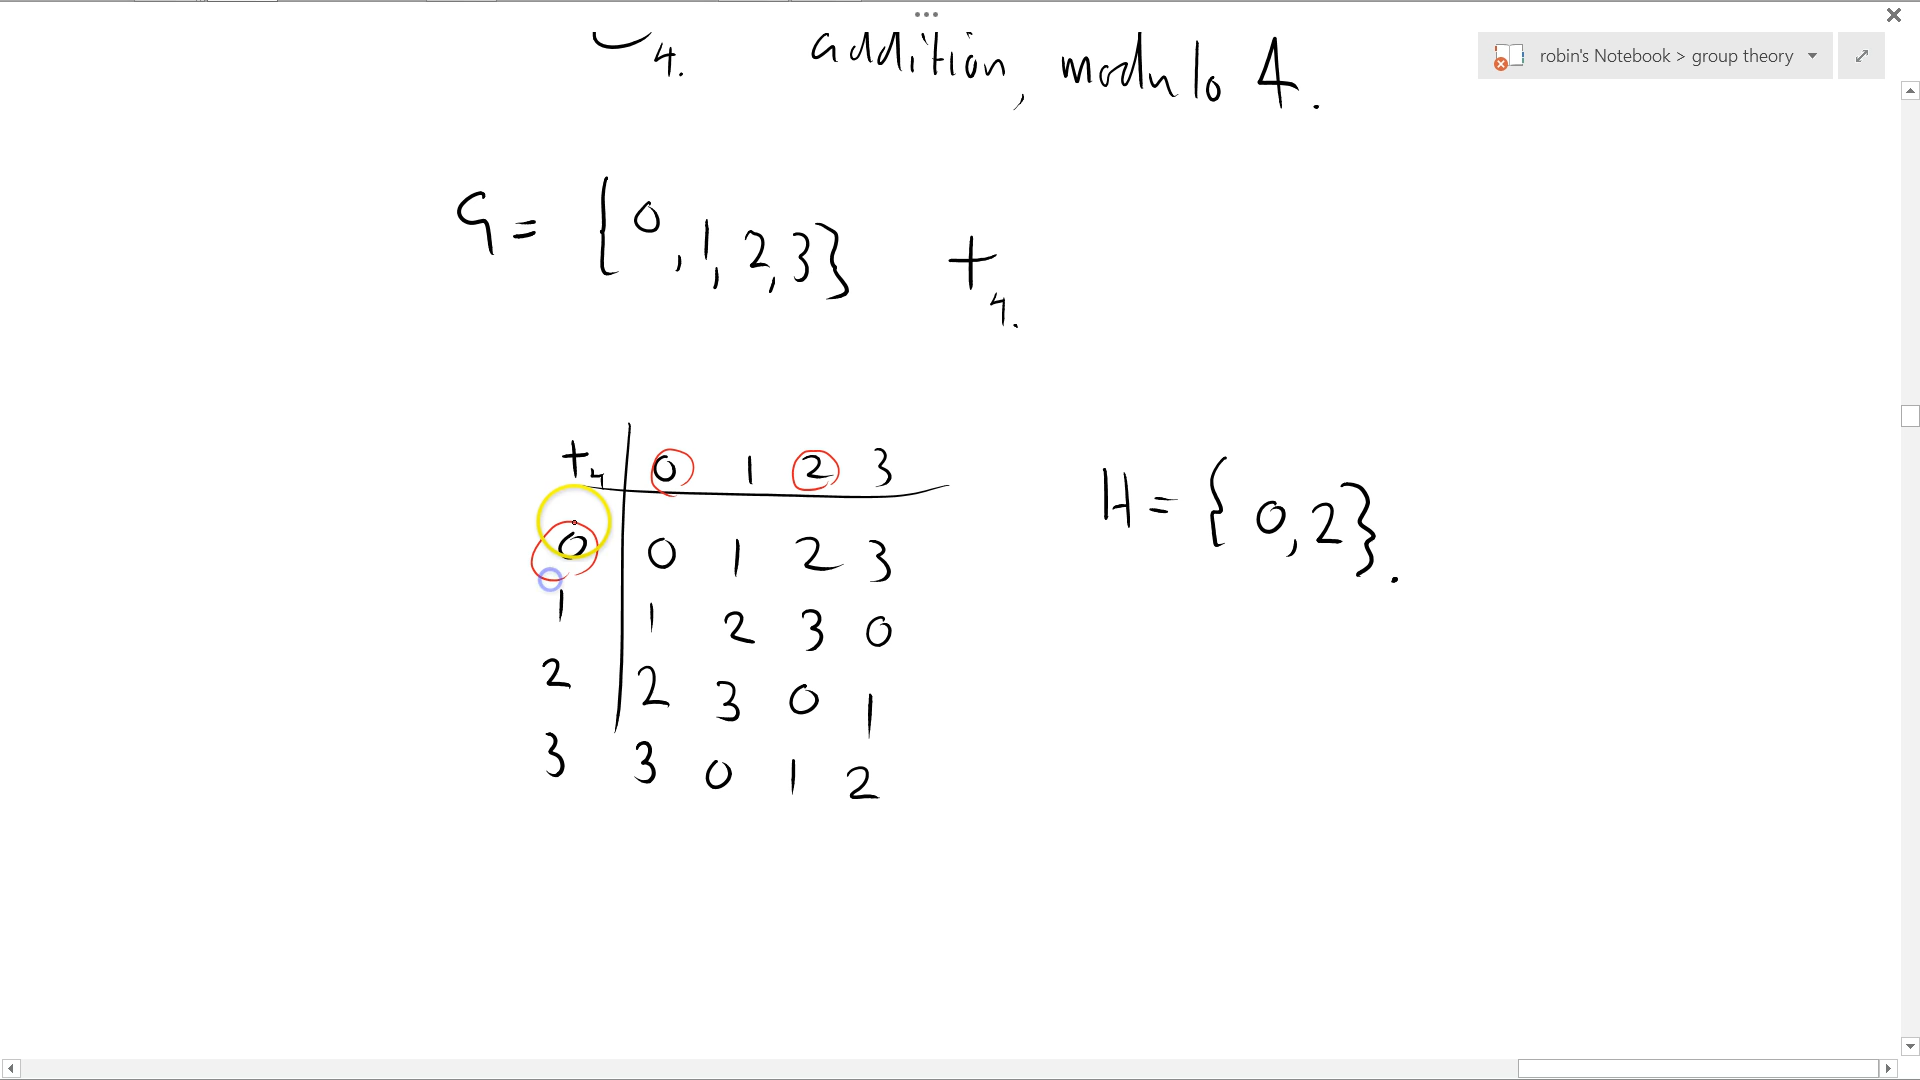 4. addition, modulo 4.
robin's Notebook > group theory
G = {0, 1, 2, 3} +4.
+4 0 1 2 3
H = {0, 2}.
0 0 1 2 3
1 1 2 3 0
2 2 3 0 1
3 3 0 1 2